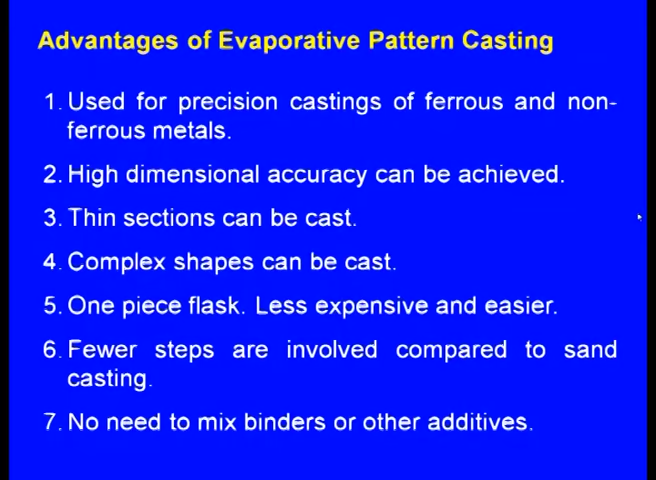 Advantages of Evaporative Pattern Casting
1. Used for precision castings of ferrous and non-
ferrous metals.
2. High dimensional accuracy can be achieved.
3. Thin sections can be cast.
4. Complex shapes can be cast.
5. One piece flask. Less expensive and easier.
6. Fewer steps are involved compared to sand
casting.
7. No need to mix binders or other additives.